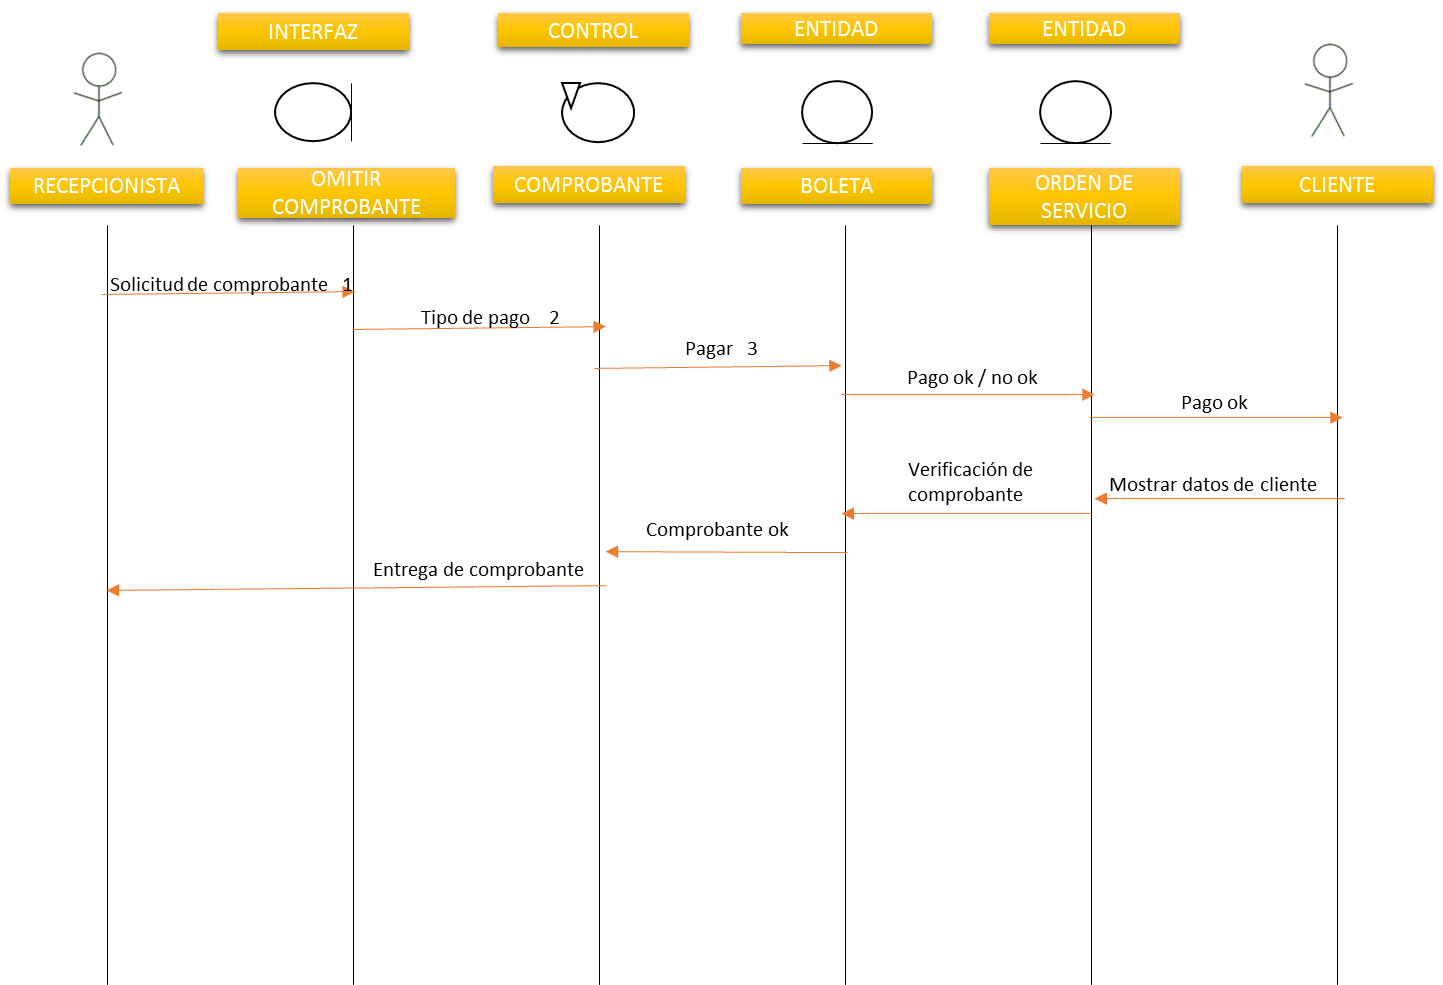 INTERFAZ
CONTROL
ENTIDAD
ENTIDAD
RECEPCIONISTA
OMITIR
COMPROBANTE
COMPROBANTE
BOLETA
ORDEN DE
SERVICIO
CLIENTE
Solicitud de comprobante 1
Tipo de pago 2
Pagar 3
Pago ok / no ok
Pago ok
Verificación de
comprobante
Mostrar datos de cliente
Comprobante ok
Entrega de comprobante